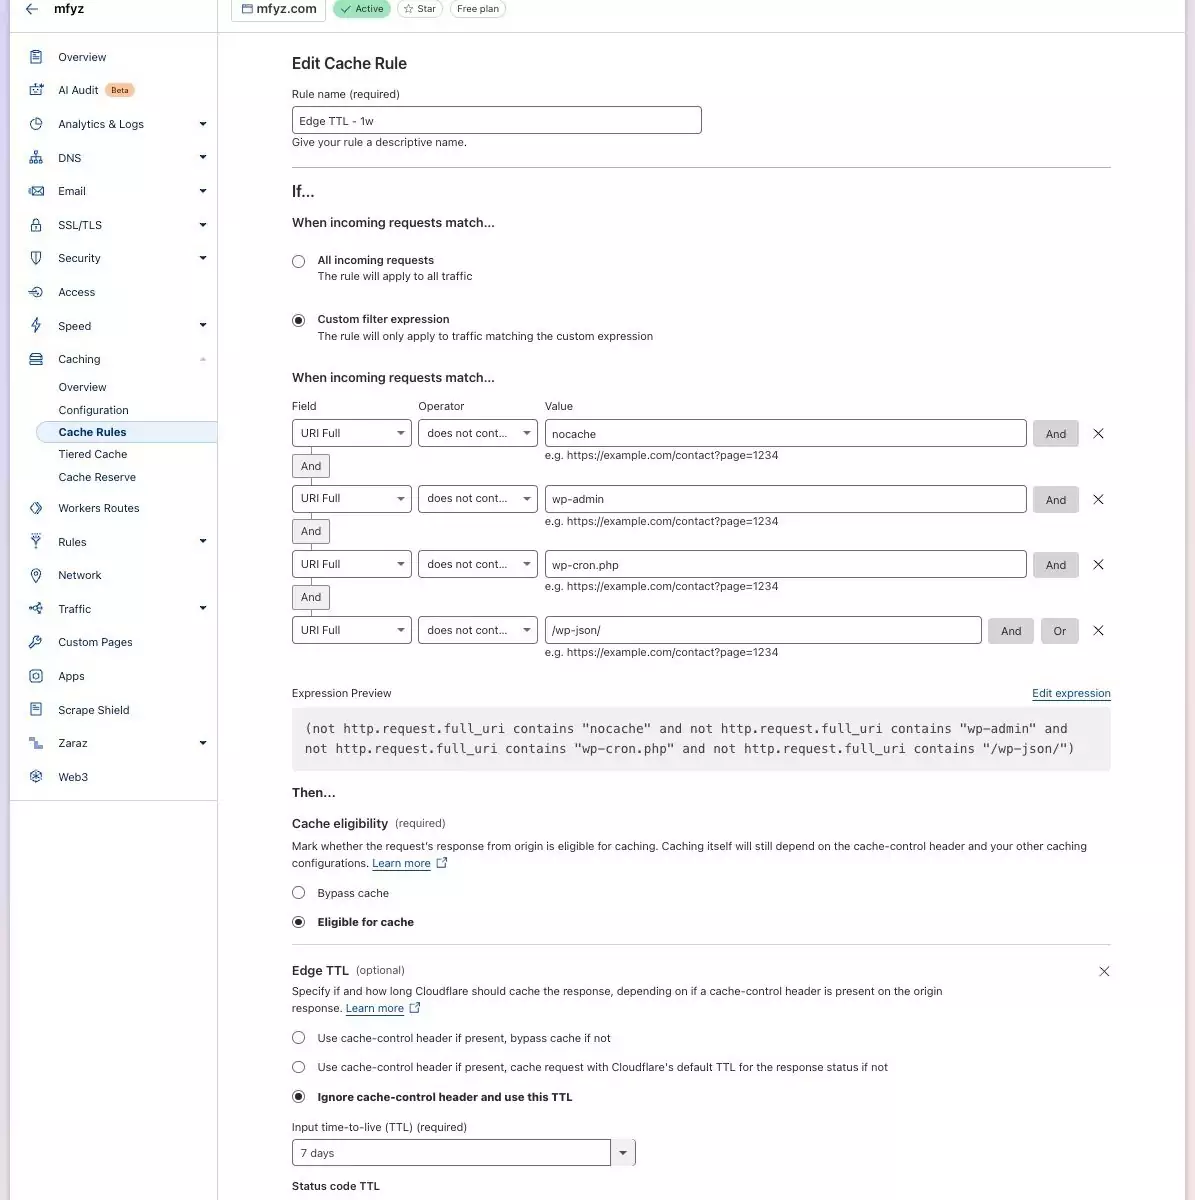 mfyz
mfyz.com
Active
Star
Free plan
Overview
AI Audit Beta
Analytics & Logs
DNS
Email
SSL/TLS
Security
Access
Speed
Caching
Overview
Configuration
Cache Rules
Tiered Cache
Cache Reserve
Workers Routes
Rules
Network
Traffic
Custom Pages
Apps
Scrape Shield
Zaraz
Web3
Edit Cache Rule
Rule name (required)
Edge TTL - 1w
Give your rule a descriptive name.
If...
When incoming requests match...
All incoming requests
The rule will apply to all traffic
Custom filter expression
The rule will only apply to traffic matching the custom expression
When incoming requests match...
Field Operator Value
URI Full does not cont... nocache And
e.g. https://example.com/contact?page=1234
And
URI Full does not cont... wp-admin And
e.g. https://example.com/contact?page=1234
And
URI Full does not cont... wp-cron.php And
e.g. https://example.com/contact?page=1234
And
URI Full does not cont... /wp-json/ And Or
e.g. https://example.com/contact?page=1234
Expression Preview Edit expression
(not http.request.full_uri contains "nocache" and not http.request.full_uri contains "wp-admin" and
not http.request.full_uri contains "wp-cron.php" and not http.request.full_uri contains "/wp-json/")
Then...
Cache eligibility (required)
Mark whether the request's response from origin is eligible for caching. Caching itself will still depend on the cache-control header and your other caching
configurations. Learn more
Bypass cache
Eligible for cache
Edge TTL (optional)
Specify if and how long Cloudflare should cache the response, depending on if a cache-control header is present on the origin
response. Learn more
Use cache-control header if present, bypass cache if not
Use cache-control header if present, cache request with Cloudflare's default TTL for the response status if not
Ignore cache-control header and use this TTL
Input time-to-live (TTL) (required)
7 days
Status code TTL